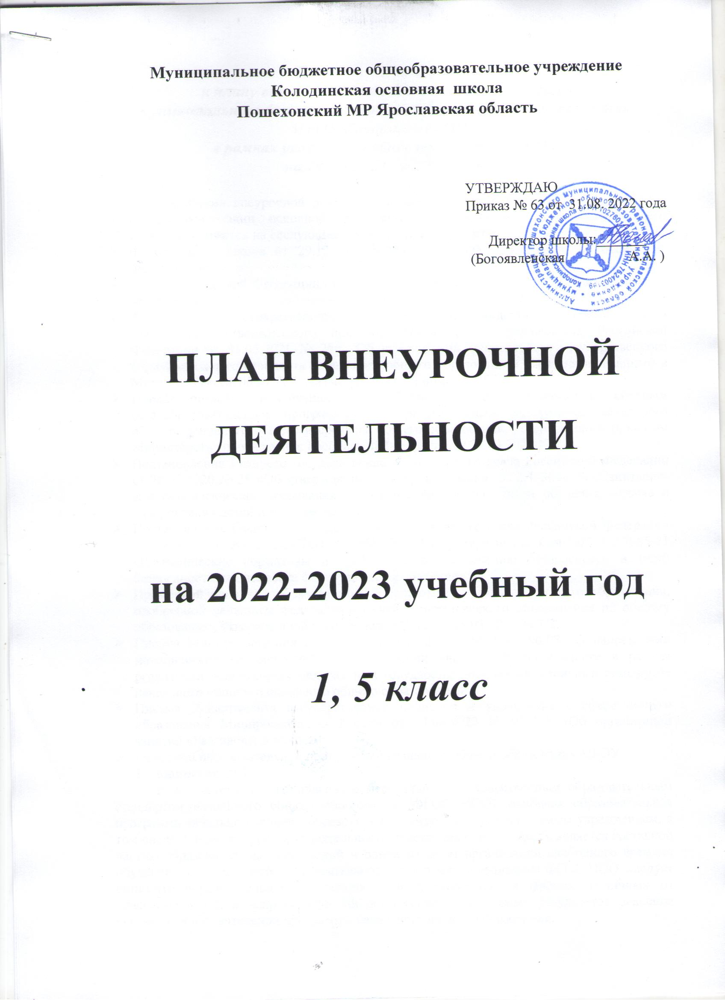 Муниципальное бюджетное общеобразовательное учреждение
Колодинская основная школа
Пошехонский МР Ярославская область
УТВЕРЖДАЮ
Приказ № 63 от 31.08. 2022 года
Директор школы:
(Богоявленская А.А. )
Администрация Пошехонского муниципального района Ярославской области
муниципальное бюджетное общеобразовательное учреждение
Колодинская основная школа ОГРН ИНН
ПЛАН ВНЕУРОЧНОЙ
ДЕЯТЕЛЬНОСТИ
на 2022-2023 учебный год
1, 5 класс